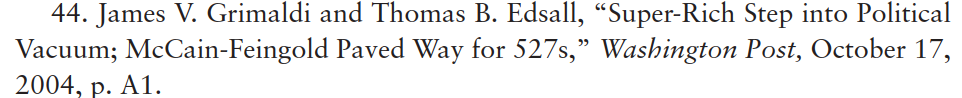 44. James V. Grimaldi and Thomas B. Edsall, “Super-Rich Step into Political
Vacuum; McCain-Feingold Paved Way for 527s,” Washington Post, October 17,
2004, p. A1.